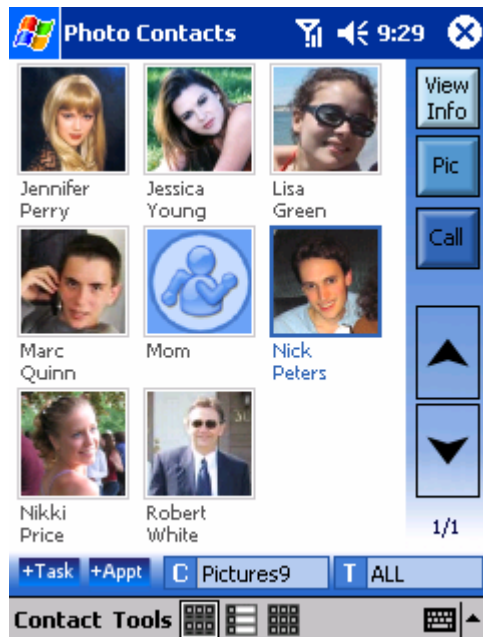 Photo Contacts 9:29
View
Info
Pic
Call
Jennifer
Perry
Jessica
Young
Lisa
Green
Marc
Quinn
Mom
Nick
Peters
Nikki
Price
Robert
White
1/1
+Task +Appt C Pictures9 T ALL
Contact Tools